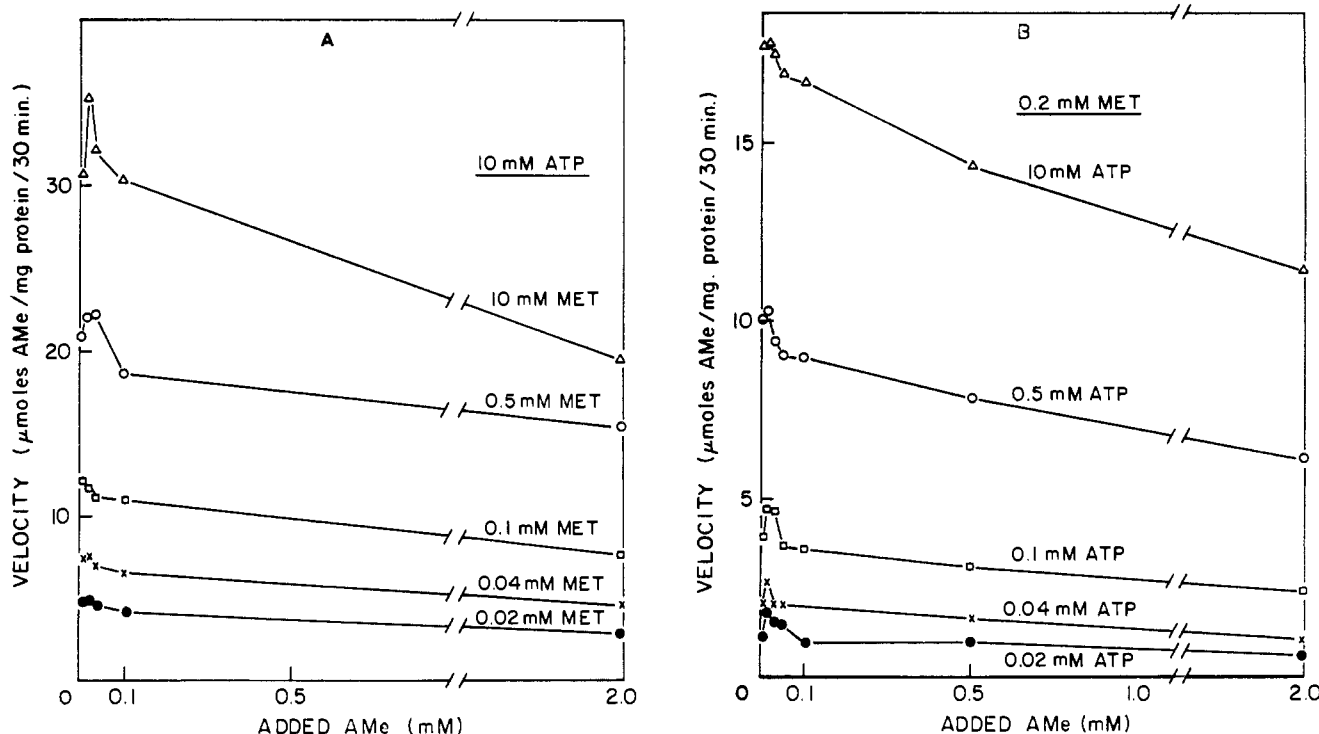 A
VELOCITY (μmoles AMe/mg protein/30 min.)
30
20
10
0
0.1
0.5
2.0
ADDED AMe (mM)
10 mM ATP
10 mM MET
0.5 mM MET
0.1 mM MET
0.04 mM MET
0.02 mM MET
B
VELOCITY (μmoles AMe/mg. protein/30 min.)
15
10
5
0
0.1
0.5
1.0
2.0
ADDED AMe (mM)
0.2 mM MET
10 mM ATP
0.5 mM ATP
0.1 mM ATP
0.04 mM ATP
0.02 mM ATP